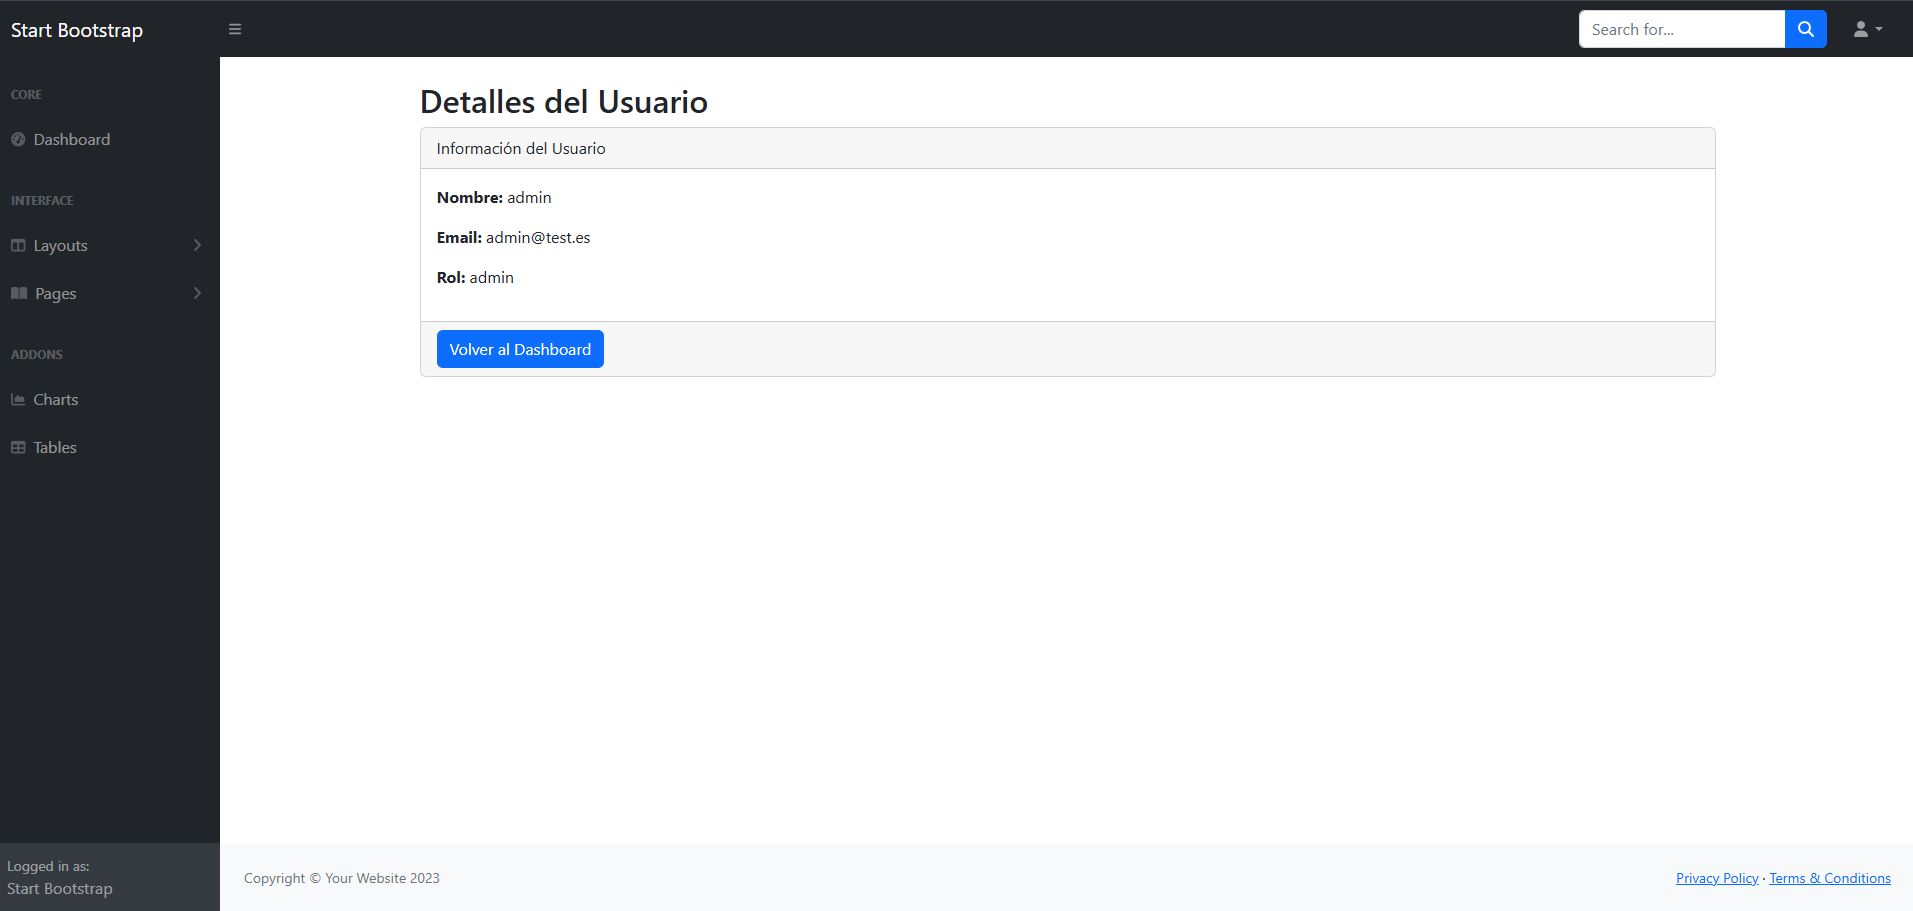 Start Bootstrap
Search for...
CORE
Dashboard
INTERFACE
Layouts
Pages
ADDONS
Charts
Tables
Logged in as:
Start Bootstrap
Detalles del Usuario
Información del Usuario
Nombre: admin
Email: admin@test.es
Rol: admin
Volver al Dashboard
Copyright © Your Website 2023
Privacy Policy · Terms & Conditions